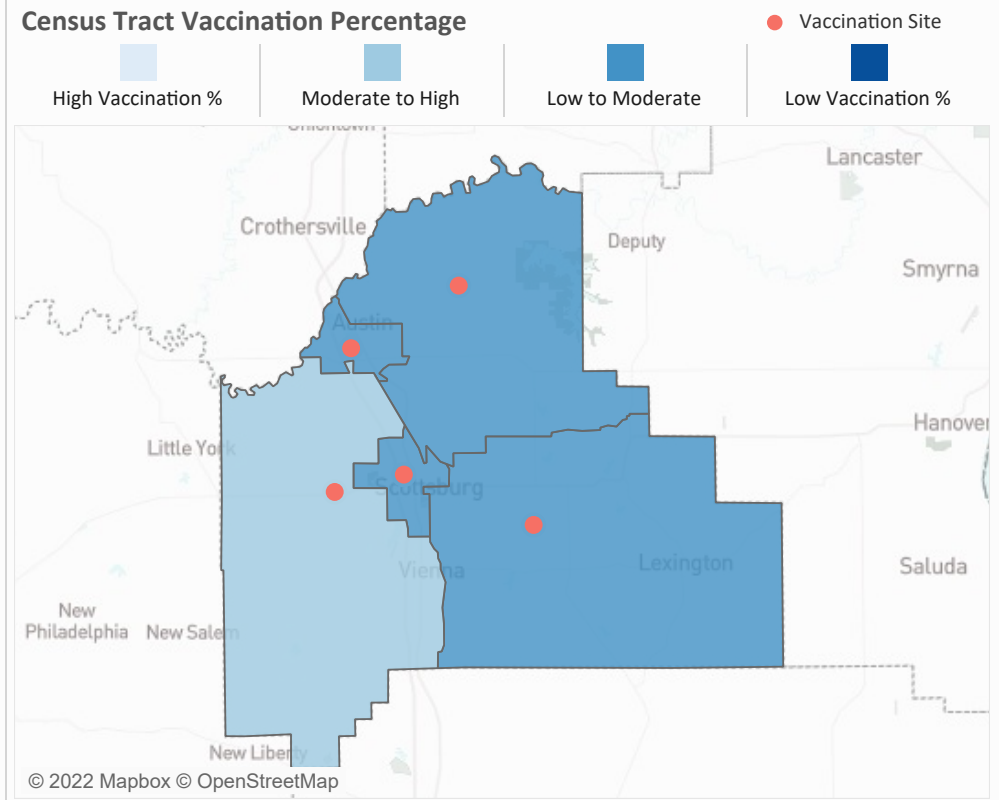 Census Tract Vaccination Percentage
Vaccination Site
High Vaccination %
Moderate to High
Low to Moderate
Low Vaccination %
Uniontown
Lancaster
Crothersville
Deputy
Smyrna
Austin
Hanover
Little York
Scottsburg
Vienna
Lexington
Saluda
New
Philadelphia
New Salem
New Liberty
© 2022 Mapbox © OpenStreetMap